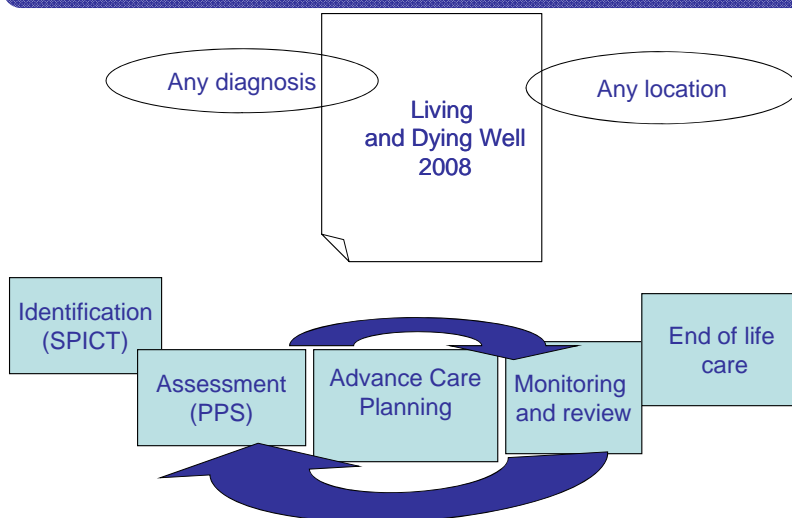 Any diagnosis
Any location
Living
and Dying Well
2008
Identification
(SPICT)
Assessment
(PPS)
Advance Care
Planning
Monitoring
and review
End of life
care